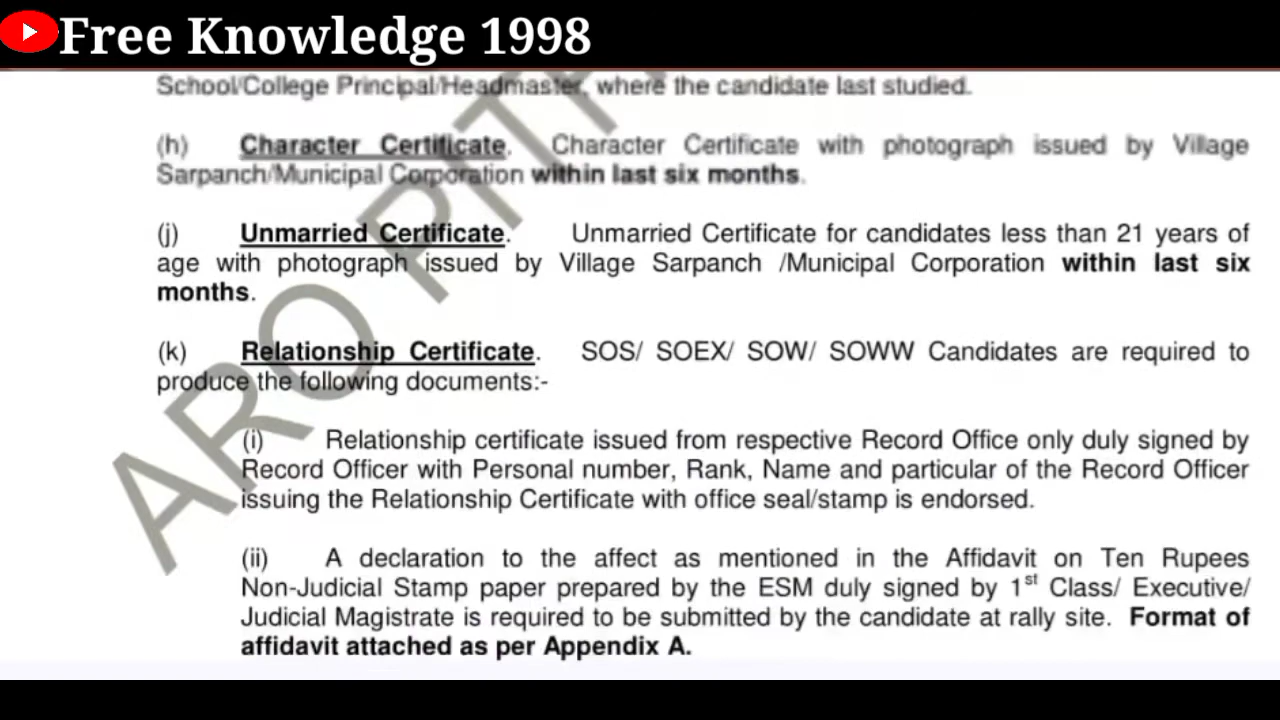 Free Knowledge 1998
School/College Principal/Headmaster, where the candidate last studied.
(h) Character Certificate. Character Certificate with photograph issued by Village
Sarpanch/Municipal Corporation within last six months.
(j) Unmarried Certificate. Unmarried Certificate for candidates less than 21 years of
age with photograph issued by Village Sarpanch /Municipal Corporation within last six
months.
(k) Relationship Certificate. SOS/ SOEX/ SOW/ SOWW Candidates are required to
produce the following documents:-
(i) Relationship certificate issued from respective Record Office only duly signed by
Record Officer with Personal number, Rank, Name and particular of the Record Officer
issuing the Relationship Certificate with office seal/stamp is endorsed.
(ii) A declaration to the affect as mentioned in the Affidavit on Ten Rupees
Non-Judicial Stamp paper prepared by the ESM duly signed by 1st Class/ Executive/
Judicial Magistrate is required to be submitted by the candidate at rally site. Format of
affidavit attached as per Appendix A.
ARO